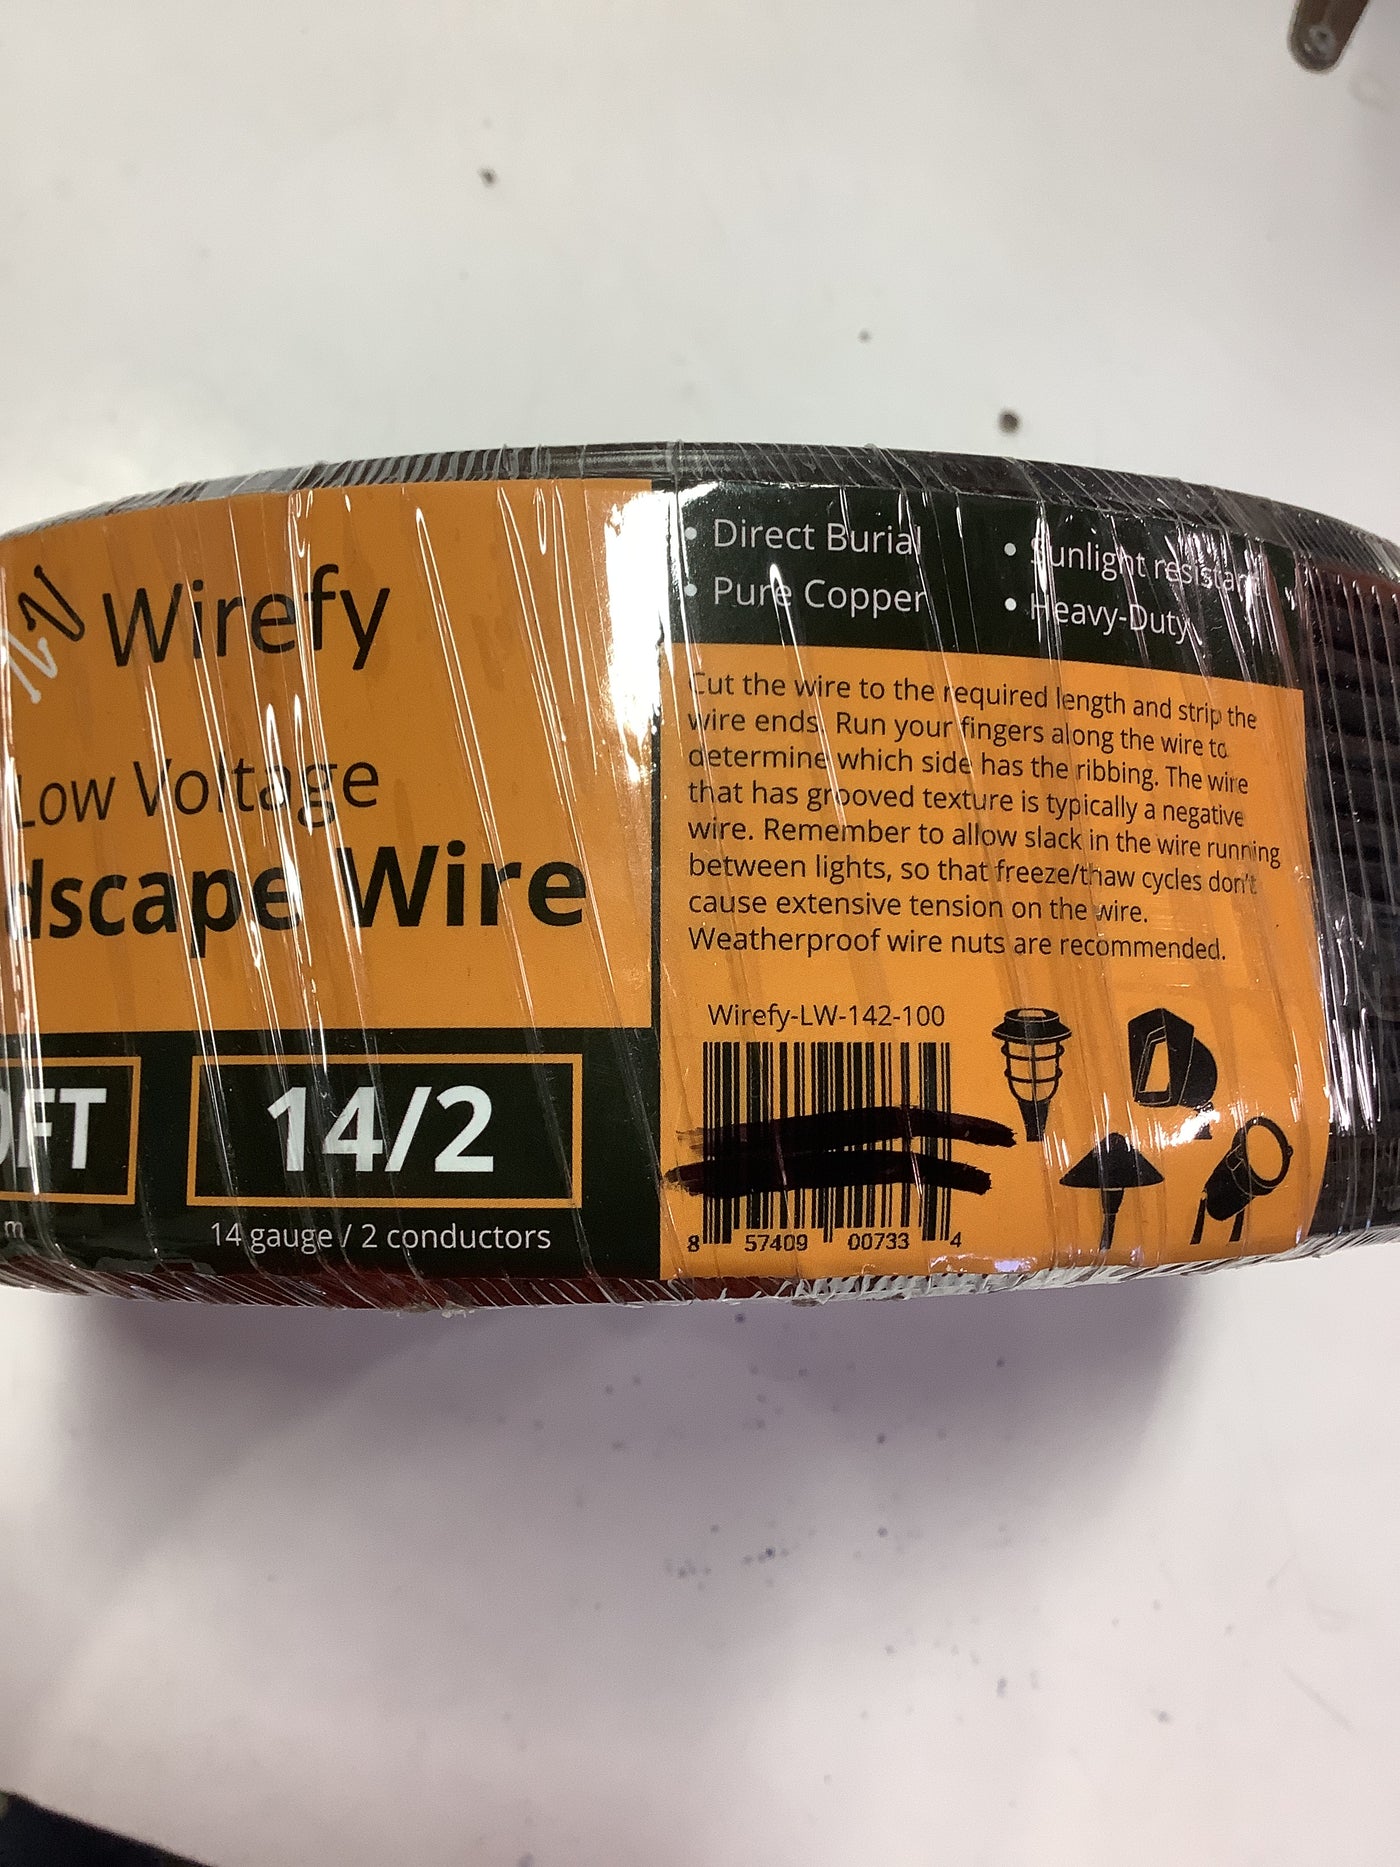 Wirefy
Low Voltage
dscape Wire
0FT
14/2
m
14 gauge / 2 conductors
• Direct Burial
• Pure Copper
• Sunlight resistant
• Heavy-Duty
Cut the wire to the required length and strip the
wire ends. Run your fingers along the wire to
determine which side has the ribbing. The wire
that has grooved texture is typically a negative
wire. Remember to allow slack in the wire running
between lights, so that freeze/thaw cycles don't
cause extensive tension on the wire.
Weatherproof wire nuts are recommended.
Wirefy-LW-142-100
8 57409 00733 4